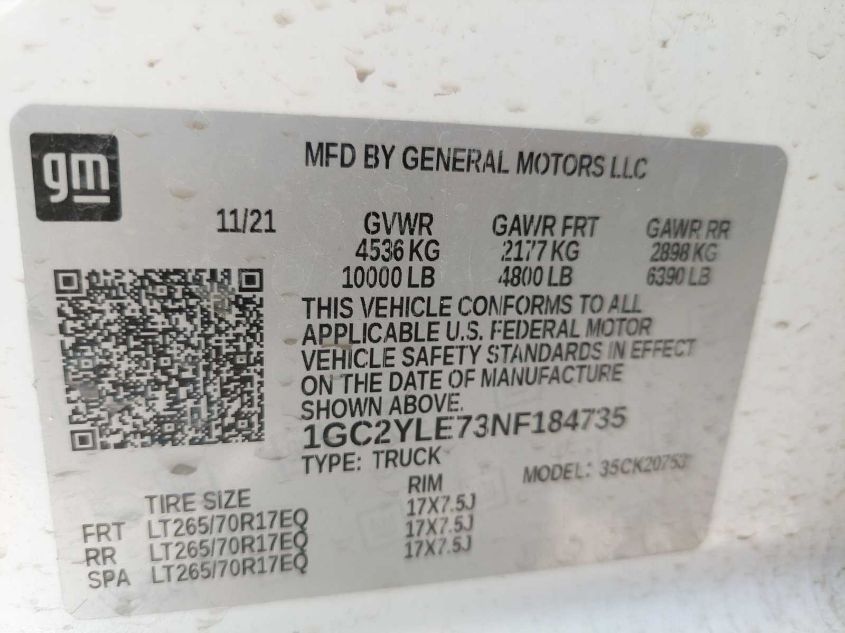 gm
MFD BY GENERAL MOTORS LLC
11/21 GVWR GAWR FRT GAWR RR
4536 KG 2177 KG 2898 KG
10000 LB 4800 LB 6390 LB
THIS VEHICLE CONFORMS TO ALL
APPLICABLE U.S. FEDERAL MOTOR
VEHICLE SAFETY STANDARDS IN EFFECT
ON THE DATE OF MANUFACTURE
SHOWN ABOVE.
1GC2YLE73NF184735
TYPE: TRUCK MODEL: 35CK20753
TIRE SIZE RIM
FRT LT265/70R17EQ 17X7.5J
RR LT265/70R17EQ 17X7.5J
SPA LT265/70R17EQ 17X7.5J